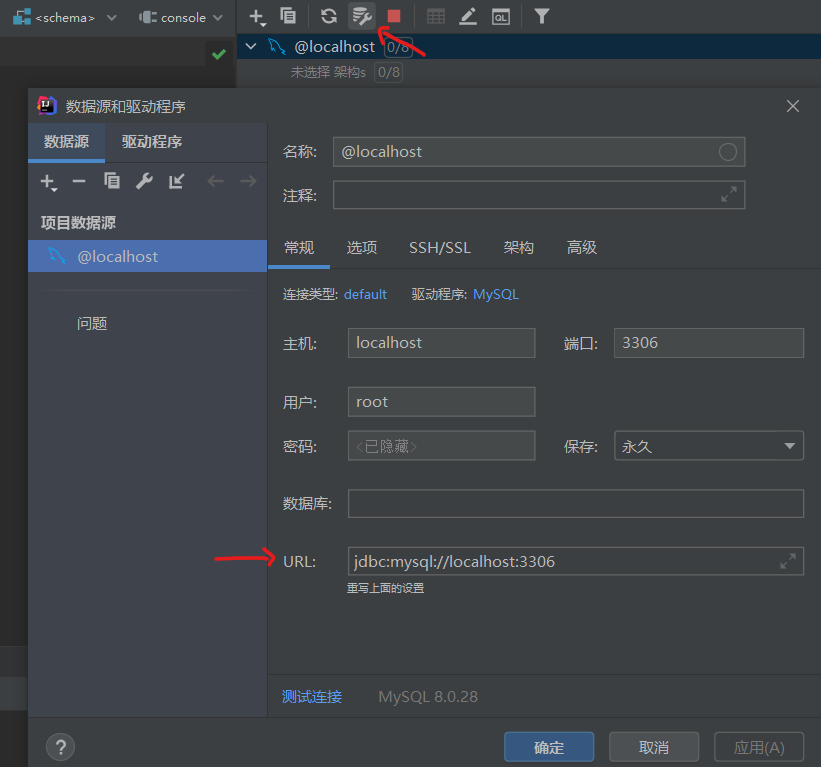 <schema> console
QL
@localhost 0/8
未选择 架构s 0/8
IJ 数据源和驱动程序
数据源 驱动程序
项目数据源
@localhost
问题
名称: @localhost
注释:
常规 选项 SSH/SSL 架构 高级
连接类型: default 驱动程序: MySQL
主机: localhost 端口: 3306
用户: root
密码: <已隐藏> 保存: 永久
数据库:
URL: jdbc:mysql://localhost:3306
重写上面的设置
测试连接 MySQL 8.0.28
? 确定 取消 应用(A)